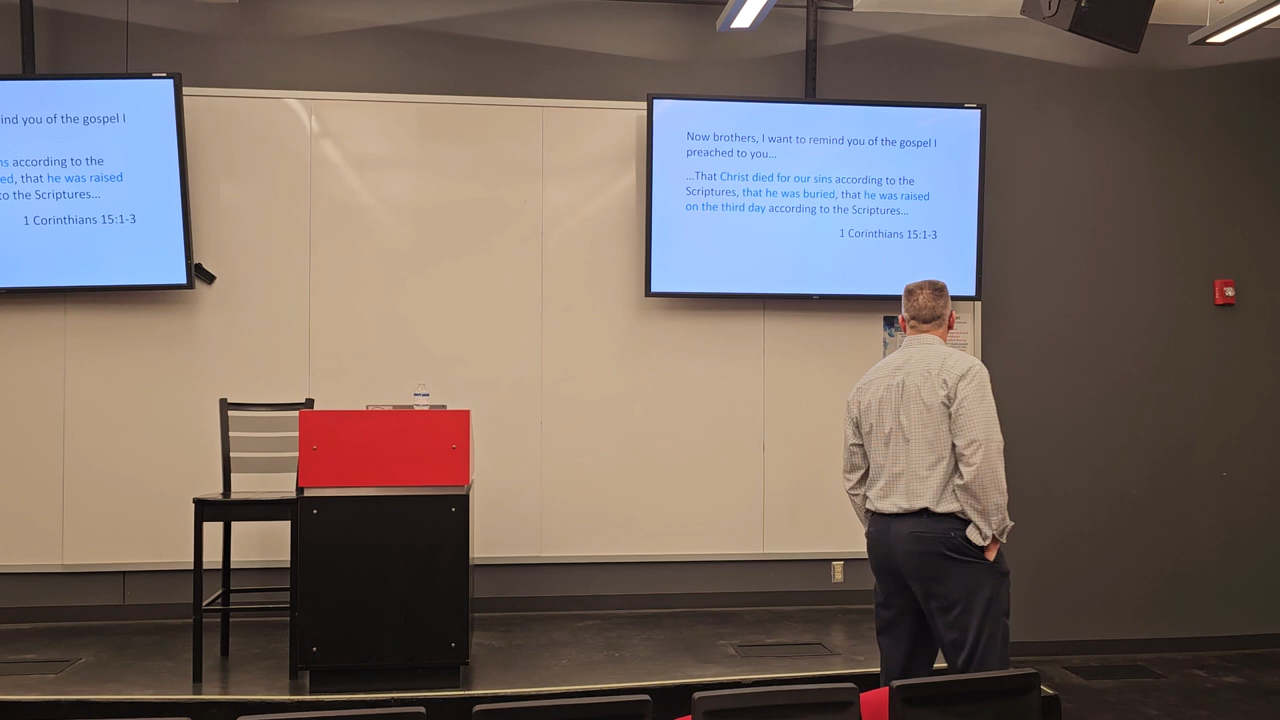 ind you of the gospel I
ns according to the
ed, that he was raised
to the Scriptures...
1 Corinthians 15:1-3
Now brothers, I want to remind you of the gospel I
preached to you...
...That Christ died for our sins according to the
Scriptures, that he was buried, that he was raised
on the third day according to the Scriptures...
1 Corinthians 15:1-3